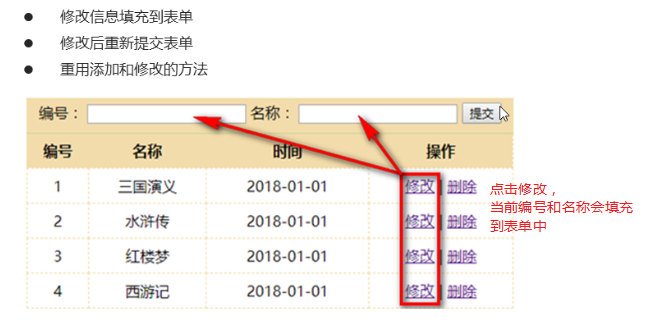 ● 修改信息填充到表单
● 修改后重新提交表单
● 重用添加和修改的方法
编号： 名称： 提交
编号 名称 时间 操作
1 三国演义 2018-01-01 修改 | 删除
2 水浒传 2018-01-01 修改 | 删除
3 红楼梦 2018-01-01 修改 | 删除
4 西游记 2018-01-01 修改 | 删除
点击修改，
当前编号和名称会填充
到表单中